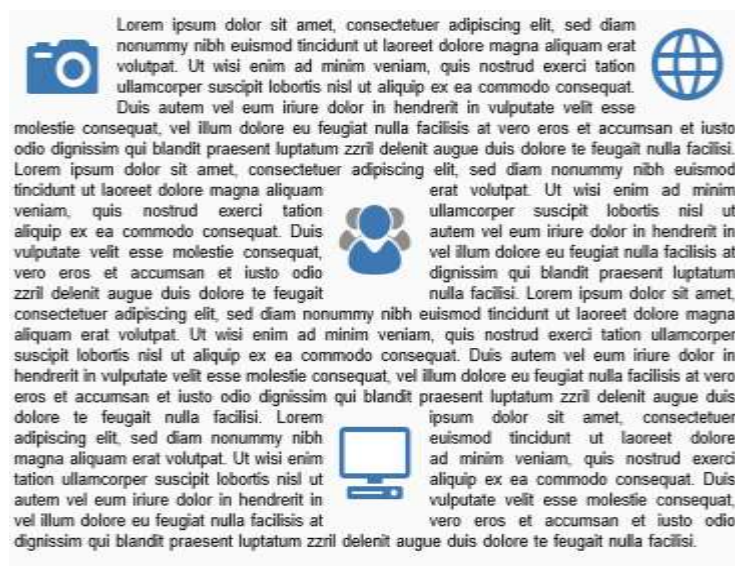 Lorem ipsum dolor sit amet, consectetuer adipiscing elit, sed diam
nonummy nibh euismod tincidunt ut laoreet dolore magna aliquam erat
volutpat. Ut wisi enim ad minim veniam, quis nostrud exerci tation
ullamcorper suscipit lobortis nisl ut aliquip ex ea commodo consequat.
Duis autem vel eum iriure dolor in hendrerit in vulputate velit esse
molestie consequat, vel illum dolore eu feugiat nulla facilisis at vero eros et accumsan et iusto
odio dignissim qui blandit praesent luptatum zzril delenit augue duis dolore te feugait nulla facilisi.
Lorem ipsum dolor sit amet, consectetuer adipiscing elit, sed diam nonummy nibh euismod
tincidunt ut laoreet dolore magna aliquam erat volutpat. Ut wisi enim ad minim
veniam, quis nostrud exerci tation ullamcorper suscipit lobortis nisl ut
aliquip ex ea commodo consequat. Duis autem vel eum iriure dolor in hendrerit in
vulputate velit esse molestie consequat, vel illum dolore eu feugiat nulla facilisis at
vero eros et accumsan et iusto odio dignissim qui blandit praesent luptatum
zzril delenit augue duis dolore te feugait nulla facilisi. Lorem ipsum dolor sit amet,
consectetuer adipiscing elit, sed diam nonummy nibh euismod tincidunt ut laoreet dolore magna
aliquam erat volutpat. Ut wisi enim ad minim veniam, quis nostrud exerci tation ullamcorper
suscipit lobortis nisl ut aliquip ex ea commodo consequat. Duis autem vel eum iriure dolor in
hendrerit in vulputate velit esse molestie consequat, vel illum dolore eu feugiat nulla facilisis at vero
eros et accumsan et iusto odio dignissim qui blandit praesent luptatum zzril delenit augue duis
dolore te feugait nulla facilisi. Lorem ipsum dolor sit amet, consectetuer
adipiscing elit, sed diam nonummy nibh euismod tincidunt ut laoreet dolore
magna aliquam erat volutpat. Ut wisi enim ad minim veniam, quis nostrud exerci
tation ullamcorper suscipit lobortis nisl ut aliquip ex ea commodo consequat. Duis
autem vel eum iriure dolor in hendrerit in vulputate velit esse molestie consequat,
vel illum dolore eu feugiat nulla facilisis at vero eros et accumsan et iusto odio
dignissim qui blandit praesent luptatum zzril delenit augue duis dolore te feugait nulla facilisi.